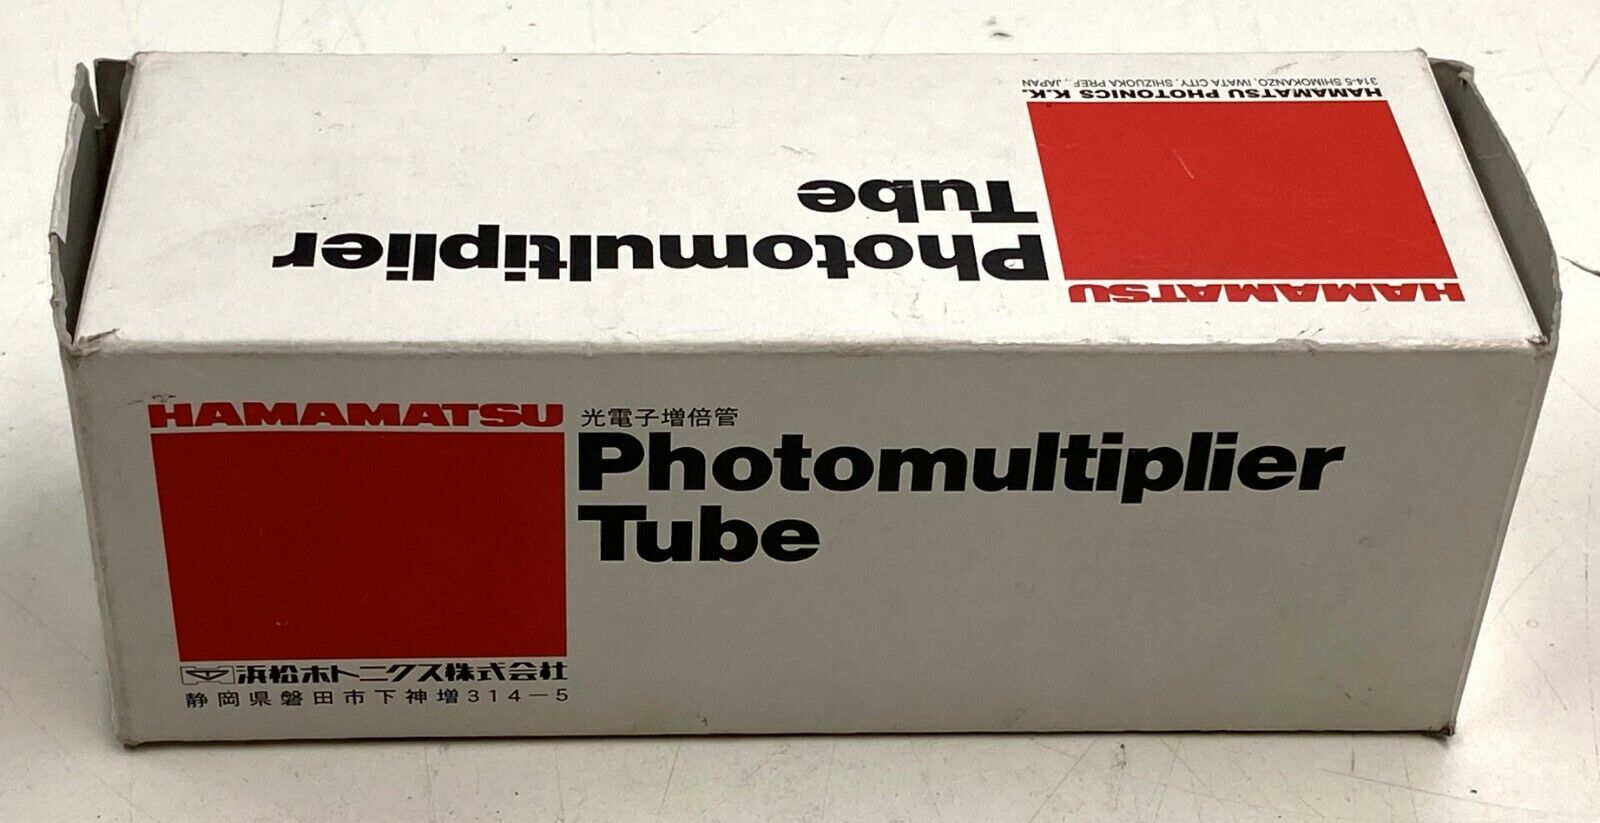 HAMAMATSU PHOTONICS K.K.
314-5 SHIMOKANZO, IWATA CITY, SHIZUOKA PREF., JAPAN
HAMAMATSU
Photomultiplier
Tube
HAMAMATSU
光電子増倍管
Photomultiplier
Tube
浜松ホトニクス株式会社
静岡県磐田市下神増314-5